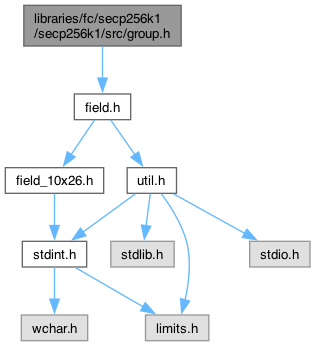 libraries/fc/secp256k1
/secp256k1/src/group.h
field.h
field_10x26.h
util.h
stdint.h
stdlib.h
stdio.h
wchar.h
limits.h